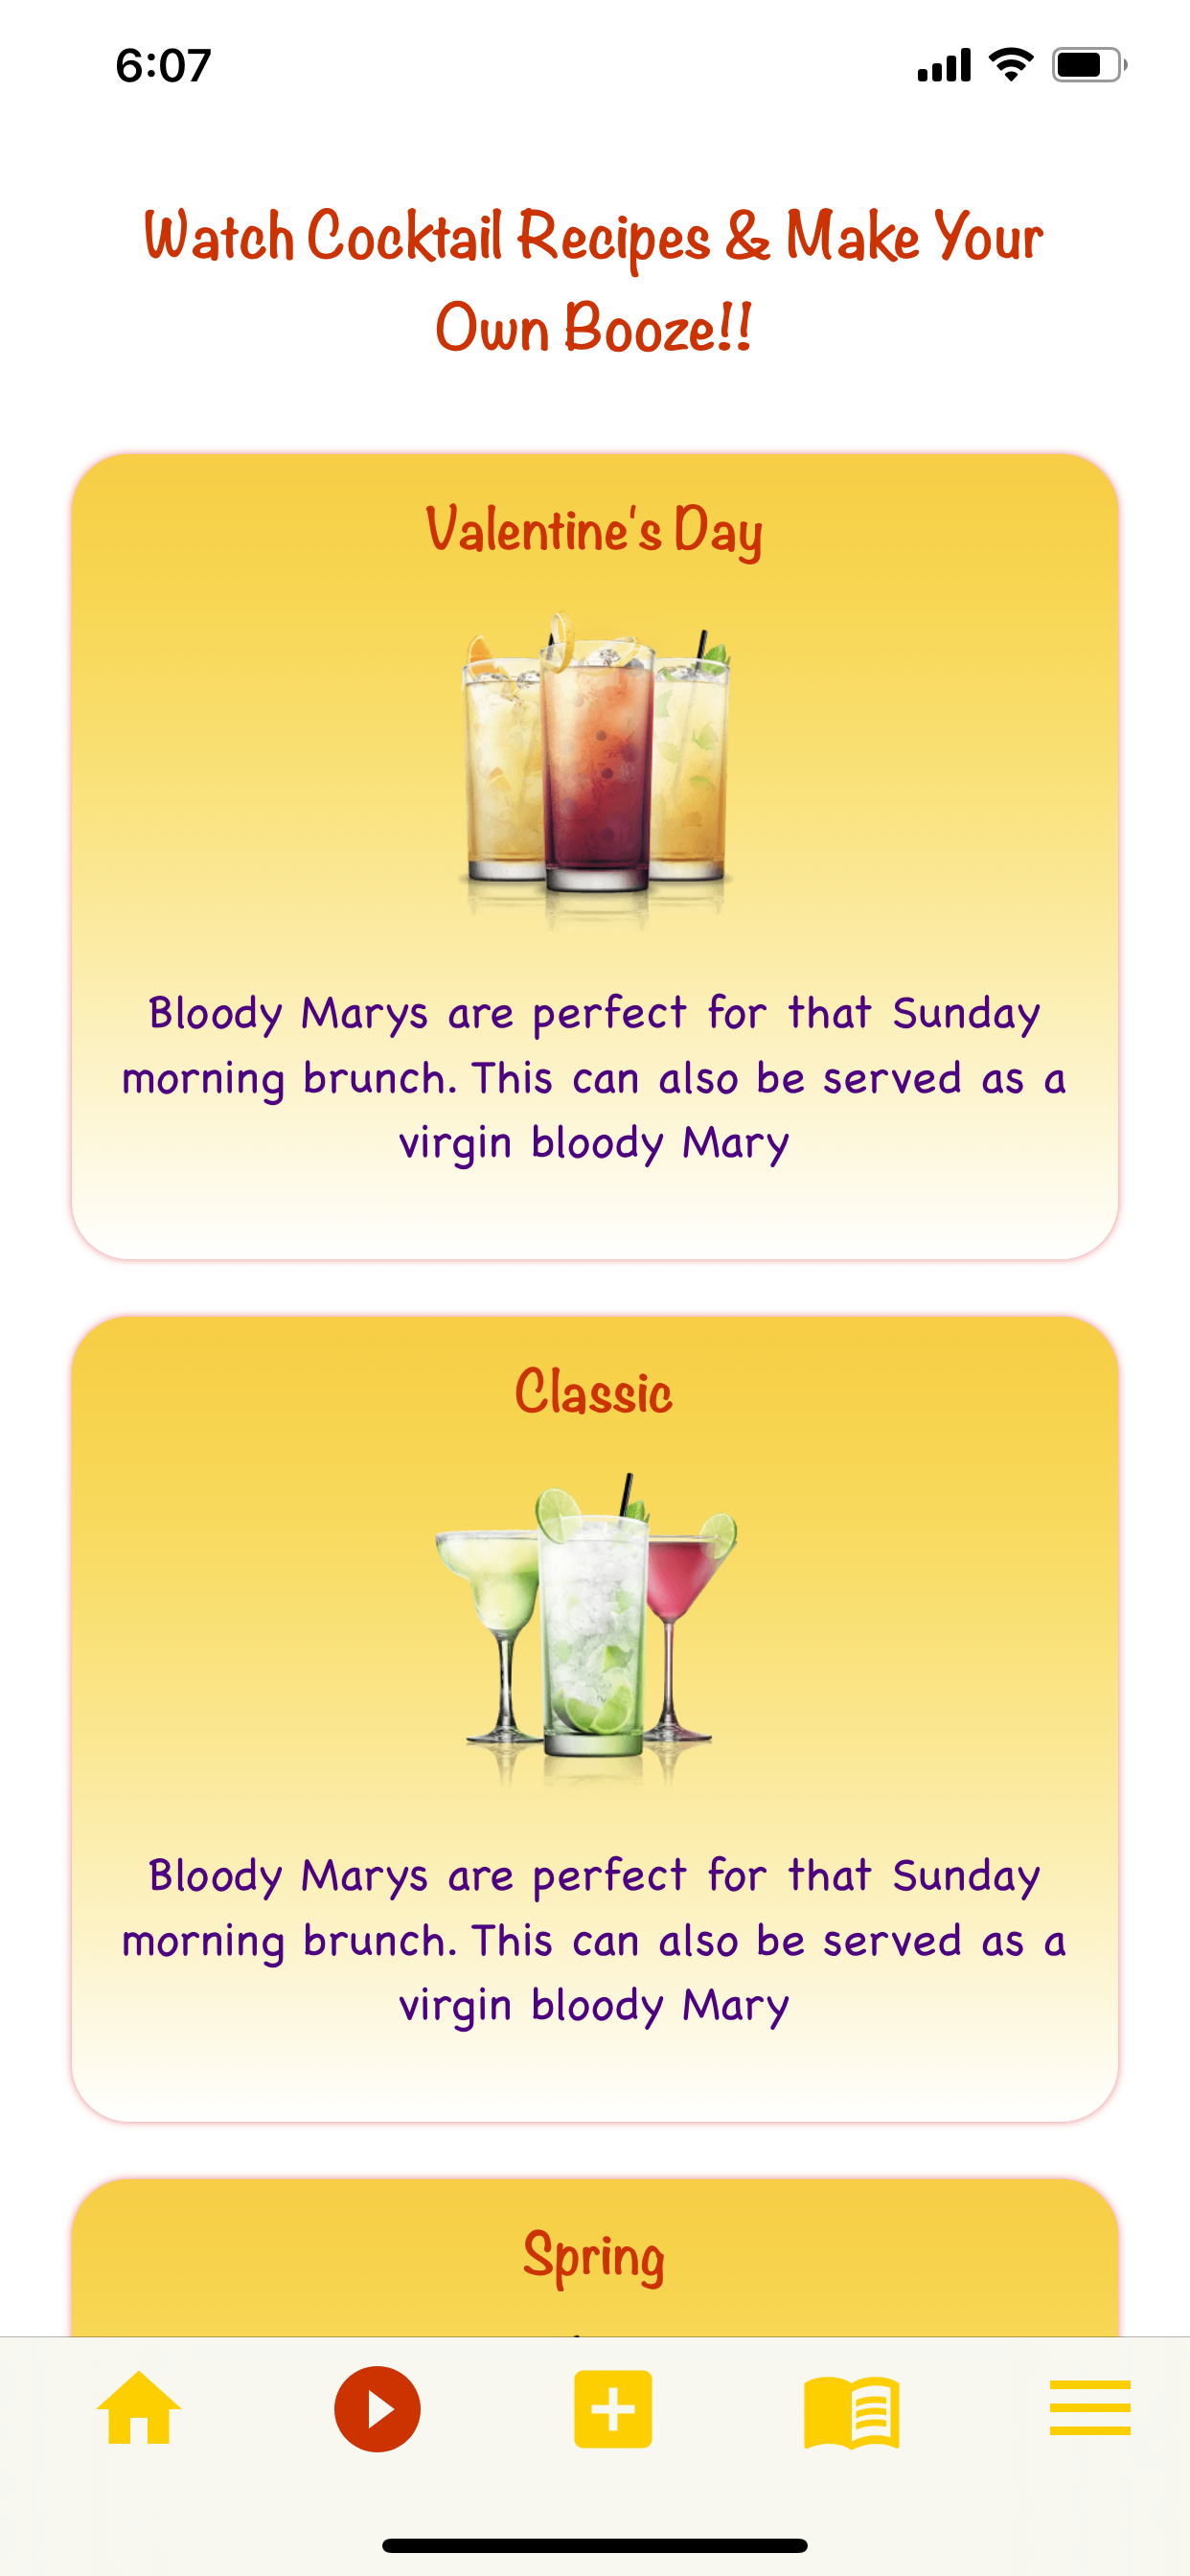 6:07
Watch Cocktail Recipes & Make Your
Own Booze!!
Valentine's Day
Bloody Marys are perfect for that Sunday
morning brunch. This can also be served as a
virgin bloody Mary
Classic
Bloody Marys are perfect for that Sunday
morning brunch. This can also be served as a
virgin bloody Mary
Spring